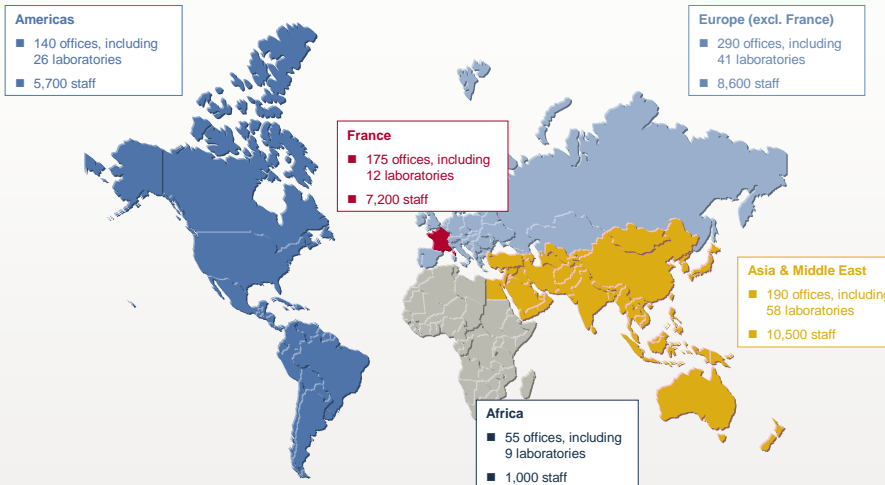 Americas
■ 140 offices, including
26 laboratories
■ 5,700 staff
Europe (excl. France)
■ 290 offices, including
41 laboratories
■ 8,600 staff
France
■ 175 offices, including
12 laboratories
■ 7,200 staff
Asia & Middle East
■ 190 offices, including
58 laboratories
■ 10,500 staff
Africa
■ 55 offices, including
9 laboratories
■ 1,000 staff